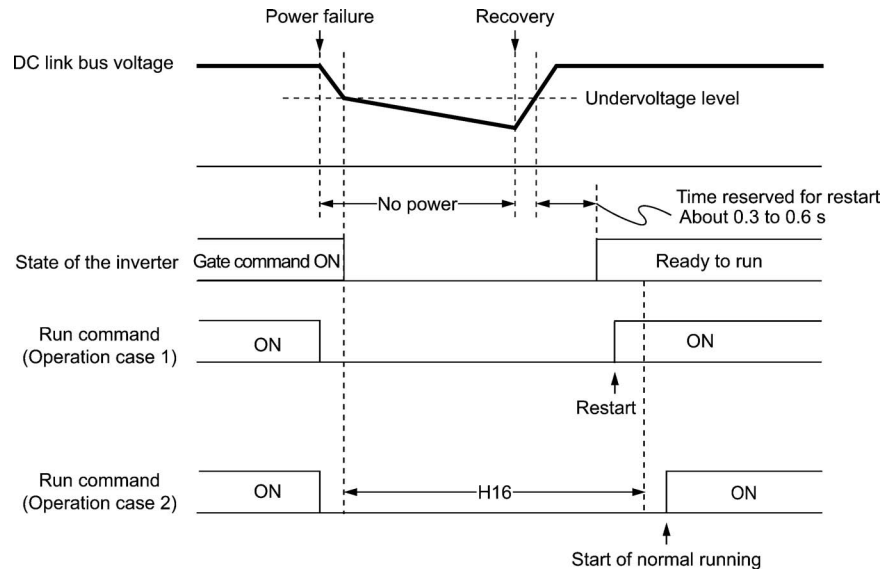 Power failure
Recovery
DC link bus voltage
Undervoltage level
No power
Time reserved for restart
About 0.3 to 0.6 s
State of the inverter
Gate command ON
Ready to run
Run command
(Operation case 1)
ON
ON
Restart
Run command
(Operation case 2)
ON
H16
ON
Start of normal running